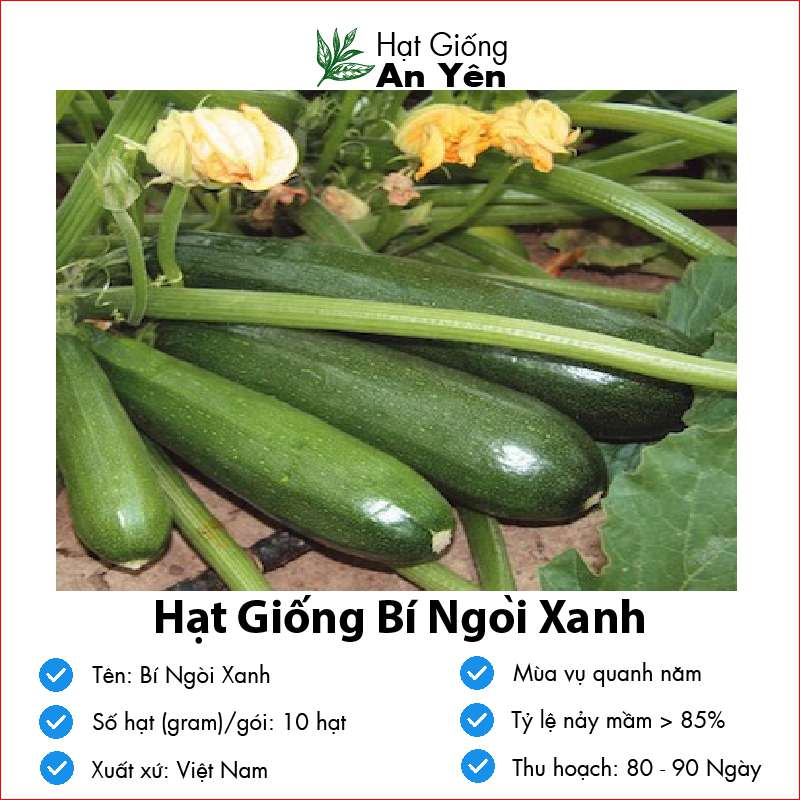 Hạt Giống
An Yên
Hạt Giống Bí Ngòi Xanh
Tên: Bí Ngòi Xanh
Số hạt (gram)/gói: 10 hạt
Xuất xứ: Việt Nam
Mùa vụ quanh năm
Tỷ lệ nảy mầm > 85%
Thu hoạch: 80 - 90 Ngày